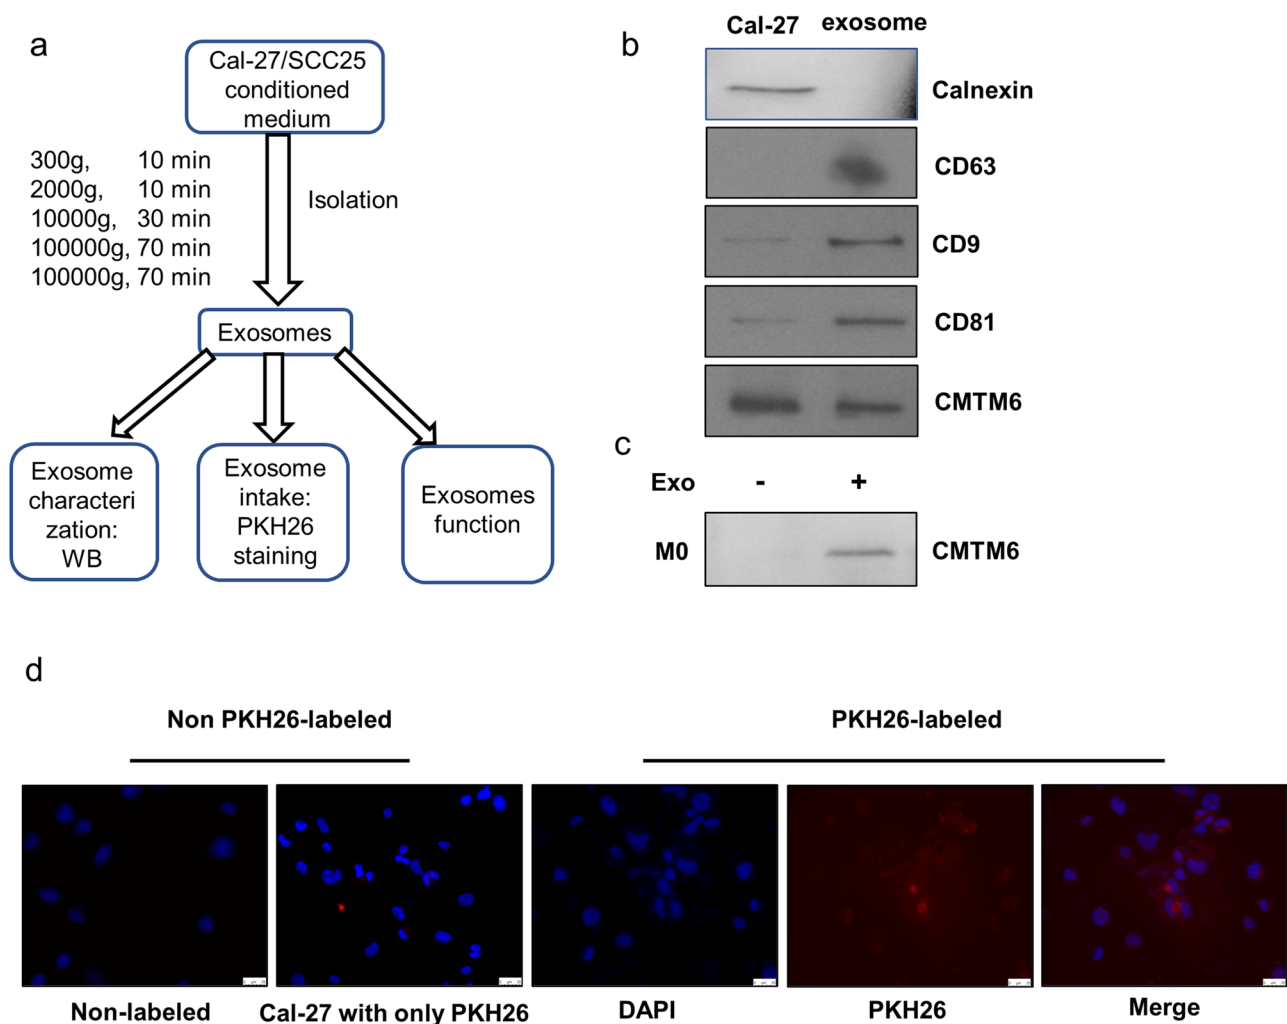 a
Cal-27/SCC25
conditioned
medium
300g, 10 min
2000g, 10 min
10000g, 30 min
100000g, 70 min
100000g, 70 min
Isolation
Exosomes
Exosome
characteri
zation:
WB
Exosome
intake:
PKH26
staining
Exosomes
function
b
Cal-27 exosome
Calnexin
CD63
CD9
CD81
CMTM6
c
Exo - +
M0 CMTM6
d
Non PKH26-labeled
PKH26-labeled
Non-labeled
Cal-27 with only PKH26
DAPI
PKH26
Merge